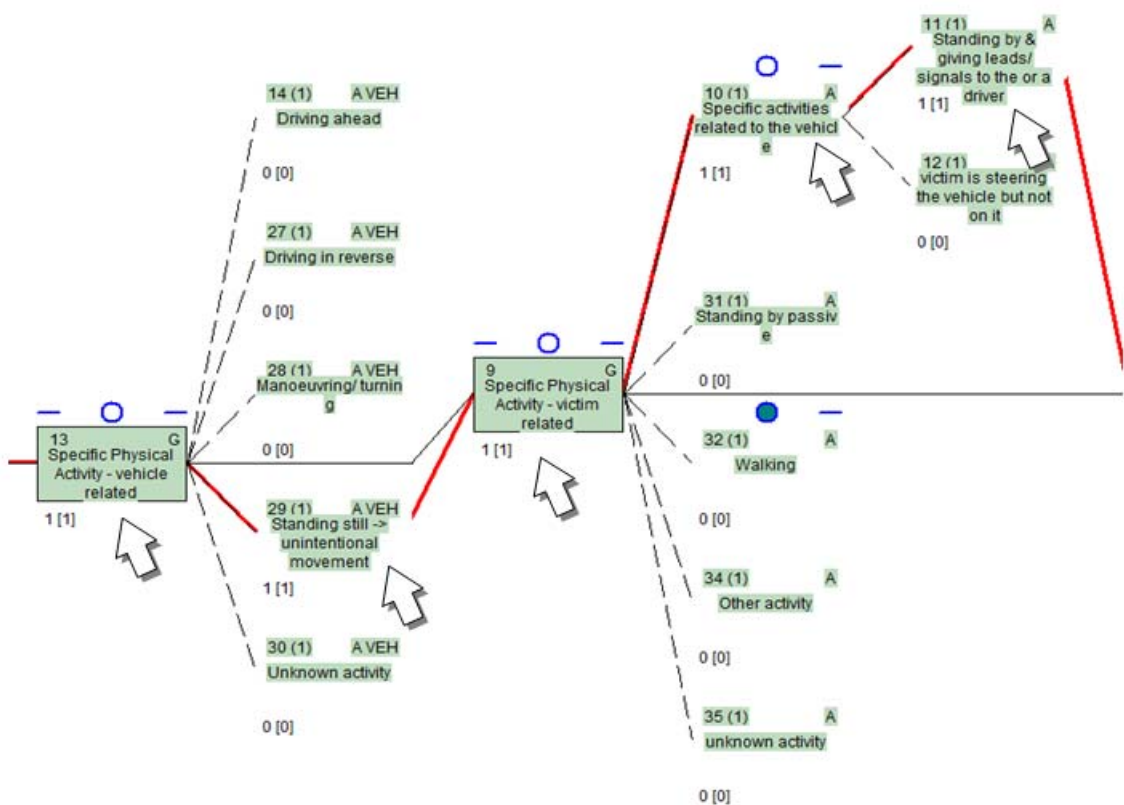 14 (1) A VEH
Driving ahead
0 [0]
27 (1) A VEH
Driving in reverse
0 [0]
28 (1) A VEH
Manoeuvring/ turnin
g
0 [0]
13 G
Specific Physical
Activity - vehicle
related
1 [1]
29 (1) A VEH
Standing still ->
unintentional
movement
1 [1]
30 (1) A VEH
Unknown activity
0 [0]
9 G
Specific Physical
Activity - victim
related
1 [1]
10 (1) A
Specific activities
related to the vehicl
e
1 [1]
11 (1) A
Standing by &
giving leads/
signals to the or a
driver
1 [1]
12 (1)
victim is steering
the vehicle but not
on it
0 [0]
31 (1) A
Standing by passiv
e
0 [0]
32 (1) A
Walking
0 [0]
34 (1) A
Other activity
0 [0]
35 (1) A
unknown activity
0 [0]